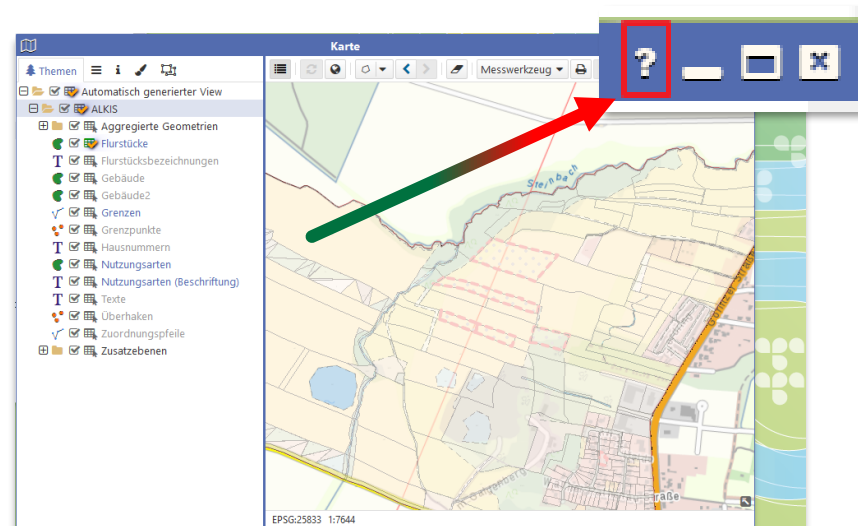 Karte
?
Themen
Messwerkzeug
Automatisch generierter View
ALKIS
Aggregierte Geometrien
Flurstücke
T Flurstücksbezeichnungen
Gebäude
Gebäude2
Grenzen
Grenzpunkte
T Hausnummern
Nutzungsarten
T Nutzungsarten (Beschriftung)
T Texte
Überhaken
Zuordnungspfeile
Zusatzebenen
Steinbach
EPSG:25833 1:7644